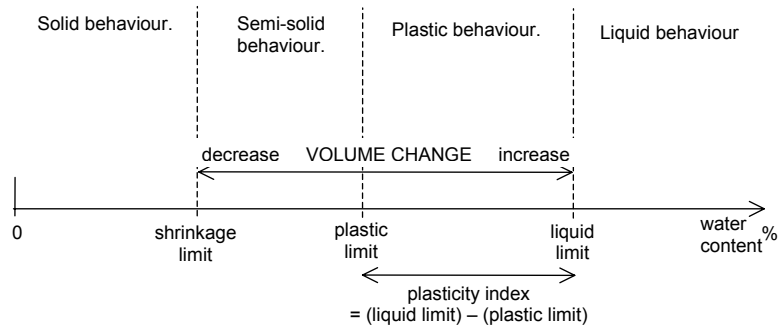 Solid behaviour.
Semi-solid
behaviour.
Plastic behaviour.
Liquid behaviour
decrease VOLUME CHANGE increase
0
shrinkage
limit
plastic
limit
liquid
limit
water
content %
plasticity index
= (liquid limit) – (plastic limit)